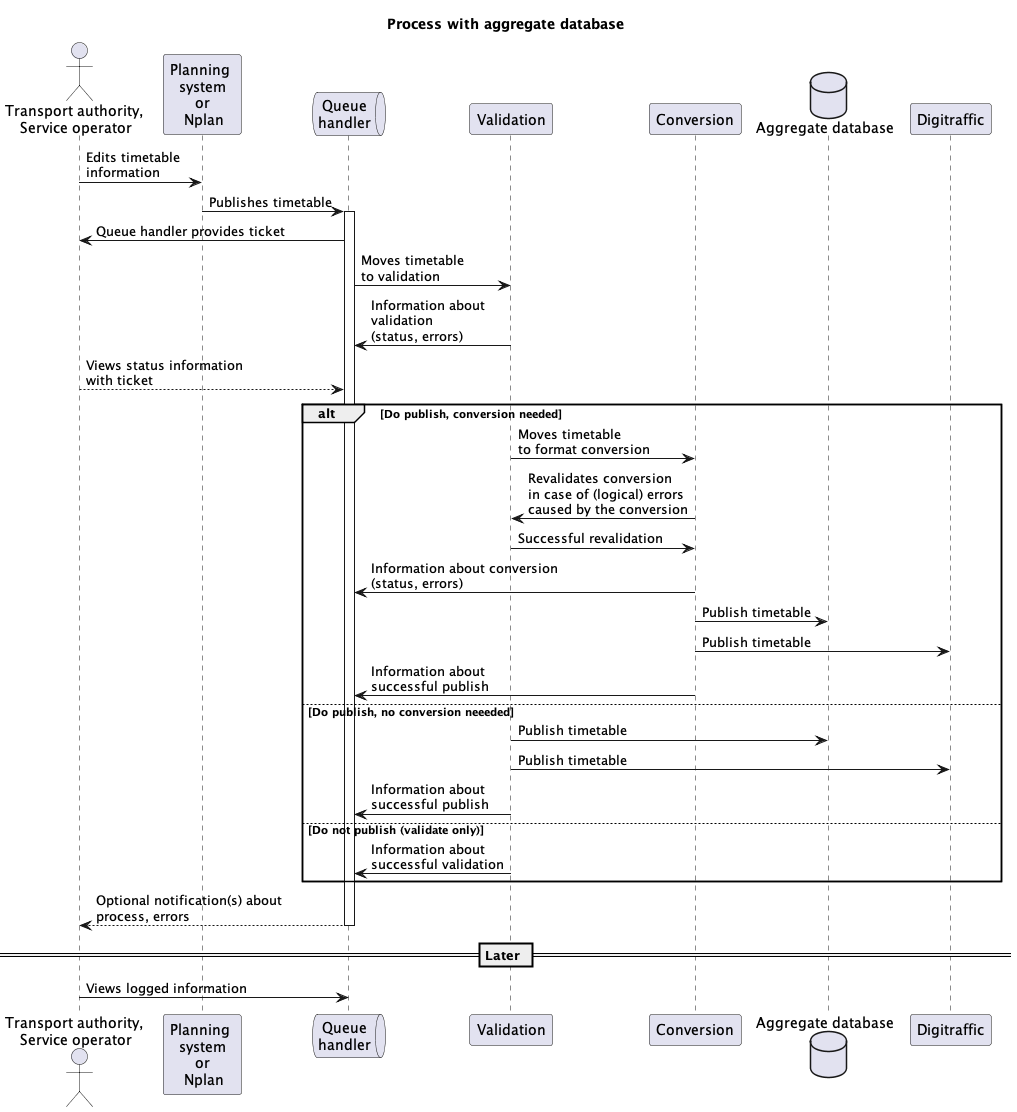 Process with aggregate database
Transport authority,
Service operator
Planning
system
or
Nplan
Queue
handler
Validation
Conversion
Aggregate database
Digitraffic
Edits timetable
information
Publishes timetable
Queue handler provides ticket
Moves timetable
to validation
Information about
validation
(status, errors)
Views status information
with ticket
alt
[Do publish, conversion needed]
Moves timetable
to format conversion
Revalidates conversion
in case of (logical) errors
caused by the conversion
Successful revalidation
Information about conversion
(status, errors)
Publish timetable
Publish timetable
Information about
successful publish
[Do publish, no conversion neeeded]
Publish timetable
Publish timetable
Information about
successful publish
[Do not publish (validate only)]
Information about
successful validation
Optional notification(s) about
process, errors
Later
Views logged information
Transport authority,
Service operator
Planning
system
or
Nplan
Queue
handler
Validation
Conversion
Aggregate database
Digitraffic